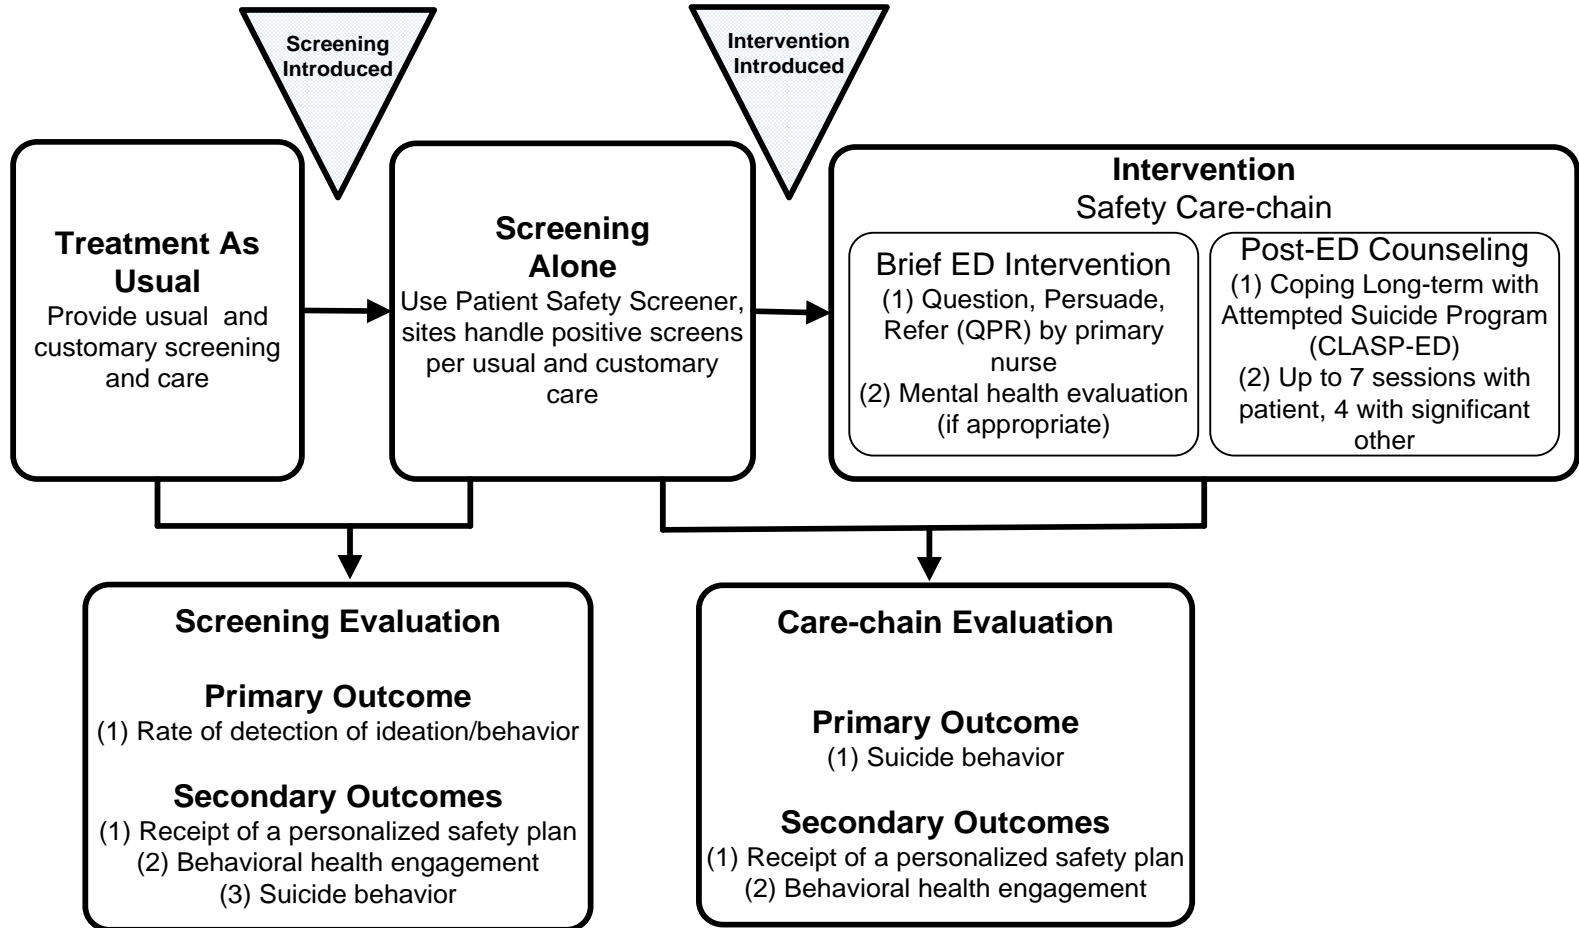 Screening
Introduced
Intervention
Introduced
Treatment As
Usual
Provide usual and
customary screening
and care
Screening
Alone
Use Patient Safety Screener,
sites handle positive screens
per usual and customary
care
Intervention
Safety Care-chain
Brief ED Intervention
(1) Question, Persuade,
Refer (QPR) by primary
nurse
(2) Mental health evaluation
(if appropriate)
Post-ED Counseling
(1) Coping Long-term with
Attempted Suicide Program
(CLASP-ED)
(2) Up to 7 sessions with
patient, 4 with significant
other
Screening Evaluation
Primary Outcome
(1) Rate of detection of ideation/behavior
Secondary Outcomes
(1) Receipt of a personalized safety plan
(2) Behavioral health engagement
(3) Suicide behavior
Care-chain Evaluation
Primary Outcome
(1) Suicide behavior
Secondary Outcomes
(1) Receipt of a personalized safety plan
(2) Behavioral health engagement